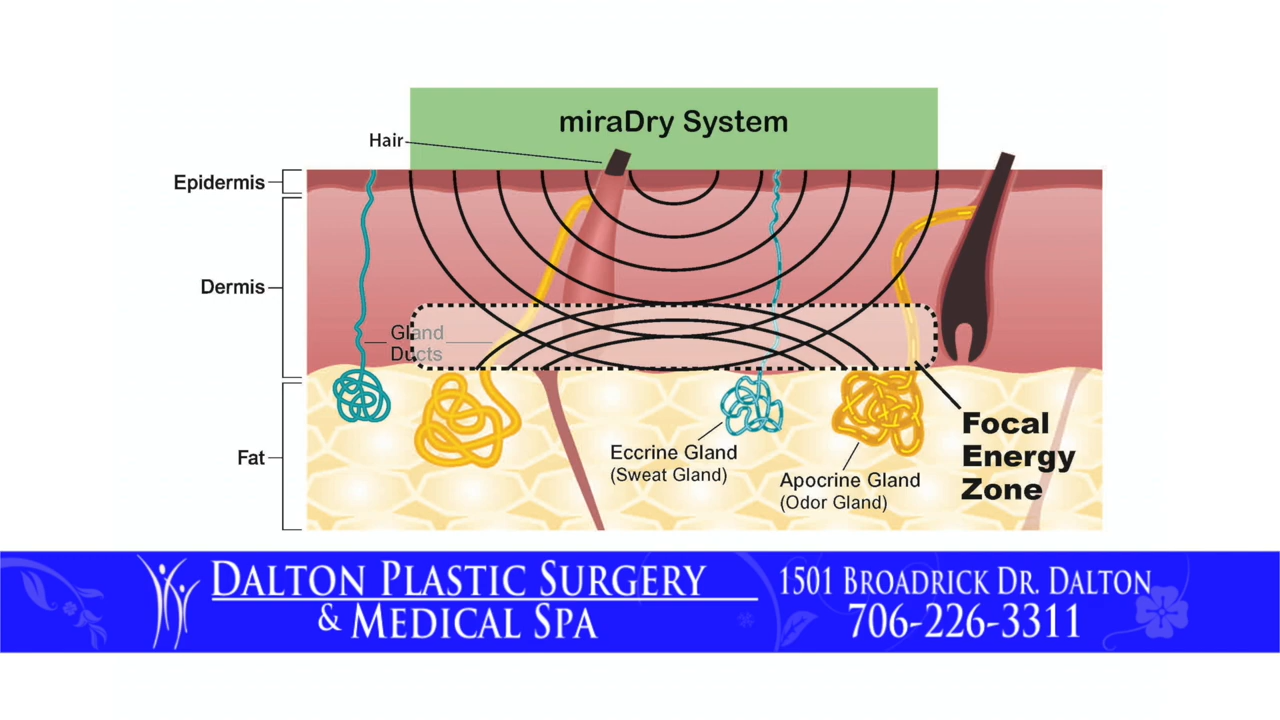 miraDry System
Hair
Epidermis
Dermis
Gland
Ducts
Fat
Eccrine Gland
(Sweat Gland)
Apocrine Gland
(Odor Gland)
Focal
Energy
Zone
DALTON PLASTIC SURGERY
& MEDICAL SPA
1501 BROADRICK DR. DALTON
706-226-3311